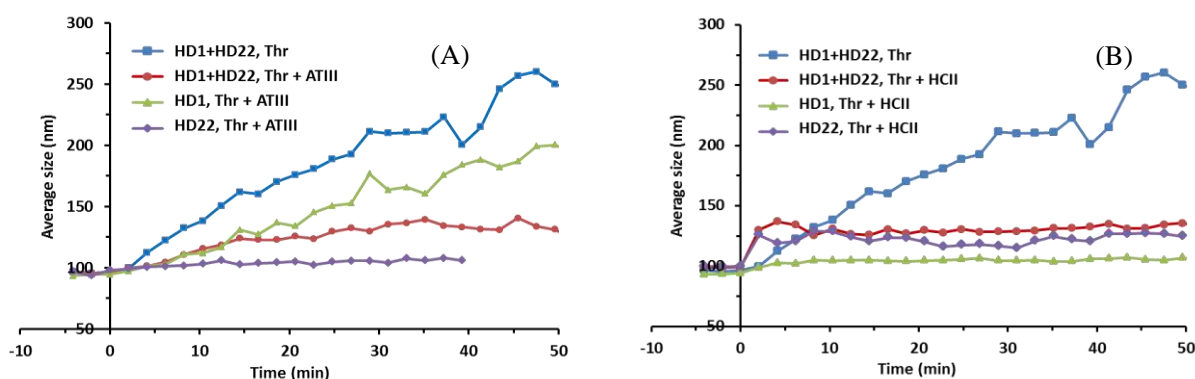 (A)
HD1+HD22, Thr
HD1+HD22, Thr + ATIII
HD1, Thr + ATIII
HD22, Thr + ATIII
Average size (nm)
300
250
200
150
100
50
-10 0 10 20 30 40 50
Time (min)
(B)
HD1+HD22, Thr
HD1+HD22, Thr + HCII
HD1, Thr + HCII
HD22, Thr + HCII
Average size (nm)
300
250
200
150
100
50
-10 0 10 20 30 40 50
Time (min)